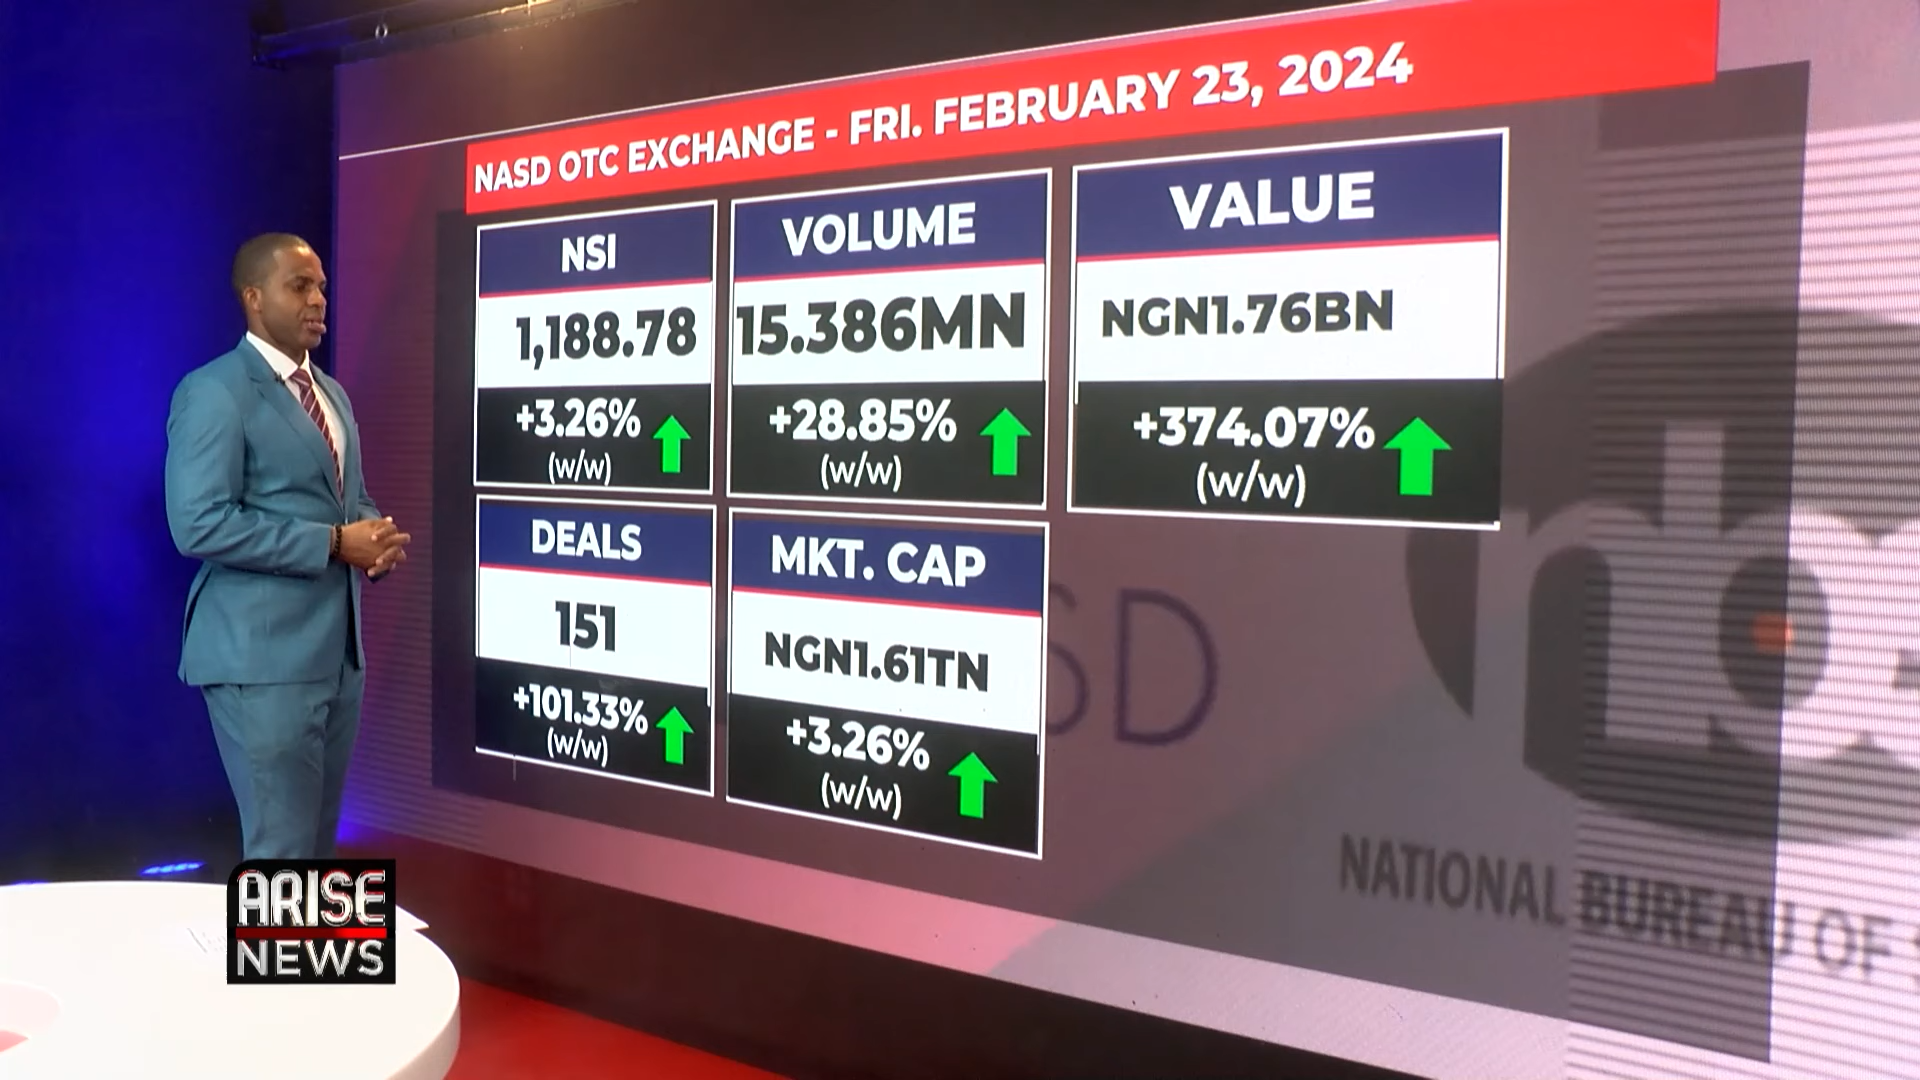 NASD OTC EXCHANGE - FRI. FEBRUARY 23, 2024
NSI
1,188.78
+3.26%
(w/w)
VOLUME
15.386MN
+28.85%
(w/w)
VALUE
NGN1.76BN
+374.07%
(w/w)
DEALS
151
+101.33%
(w/w)
MKT. CAP
NGN1.61TN
+3.26%
(w/w)
SD
nbs
NATIONAL BUREAU OF
ARISE
NEWS